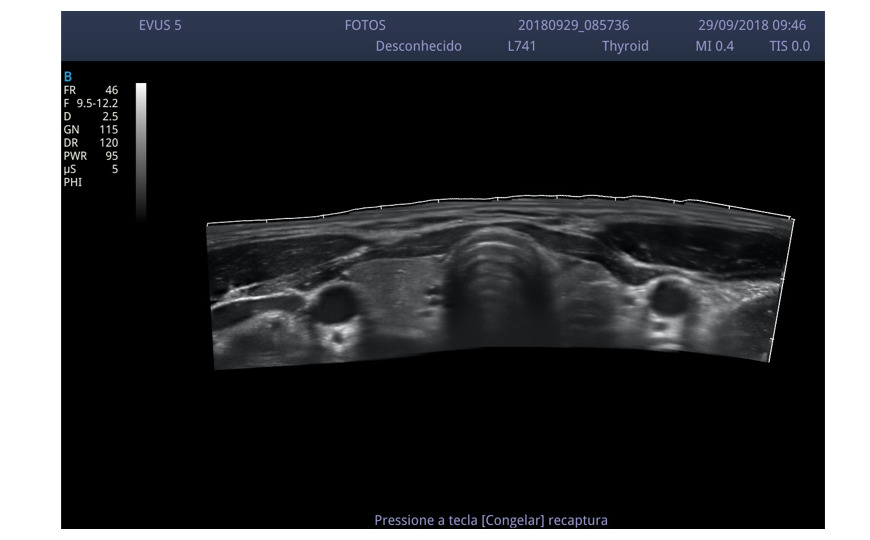 EVUS 5 FOTOS 20180929_085736 29/09/2018 09:46
Desconhecido L741 Thyroid MI 0.4 TIS 0.0
B
FR 46
F 9.5-12.2
D 2.5
GN 115
DR 120
PWR 95
µS 5
PHI
Pressione a tecla [Congelar] recaptura